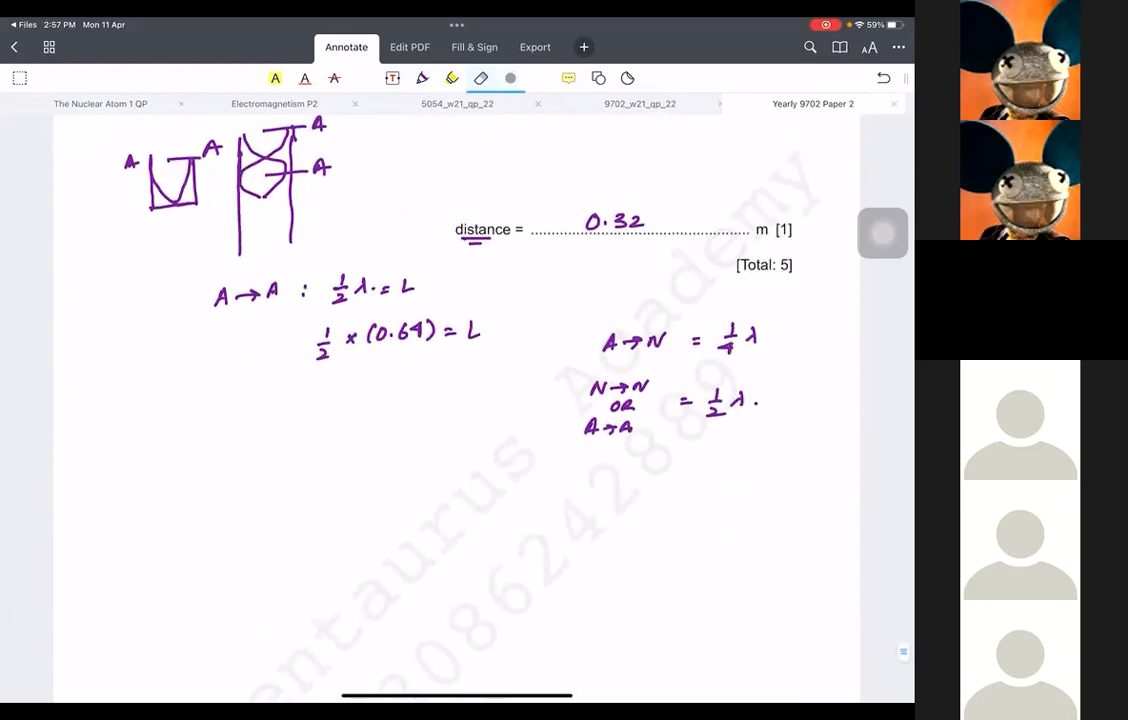 Files 2:57 PM Mon 11 Apr
59%
Annotate Edit PDF Fill & Sign Export
The Nuclear Atom 1 QP Electromagnetism P2 5054_w21_qp_22 9702_w21_qp_22 Yearly 9702 Paper 2
A A A
A
distance = 0.32 m [1]
[Total: 5]
A → A : 1/2 λ = L
1/2 × (0.64) = L
A → N = 1/4 λ
N → N
OR = 1/2 λ.
A → A
entaurus Academy